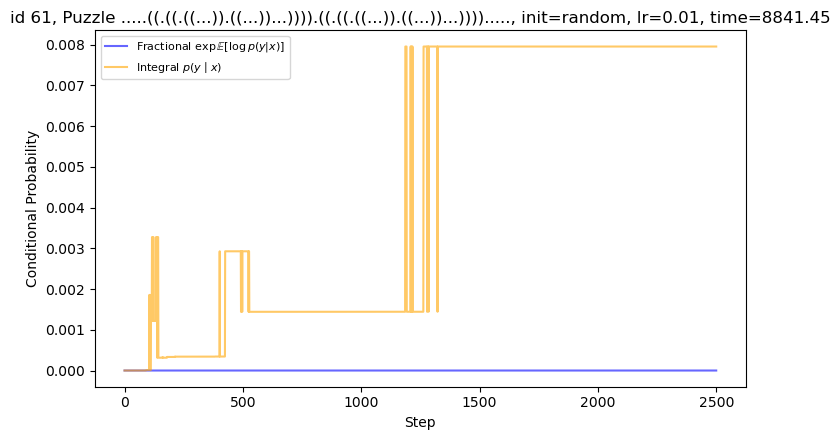 id 61, Puzzle .....((.((.((...)).((...))...)))).((.((.((...)).((...))...))))....., init=random, lr=0.01, time=8841.45
Fractional exp𝔼[log p(y|x)]
Integral p(y | x)
0.008
0.007
0.006
0.005
0.004
0.003
0.002
0.001
0.000
Conditional Probability
0 500 1000 1500 2000 2500
Step